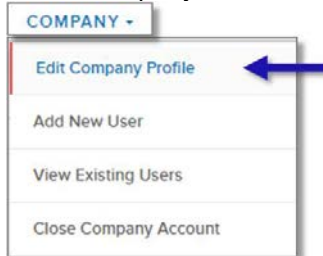 COMPANY
Edit Company Profile
Add New User
View Existing Users
Close Company Account